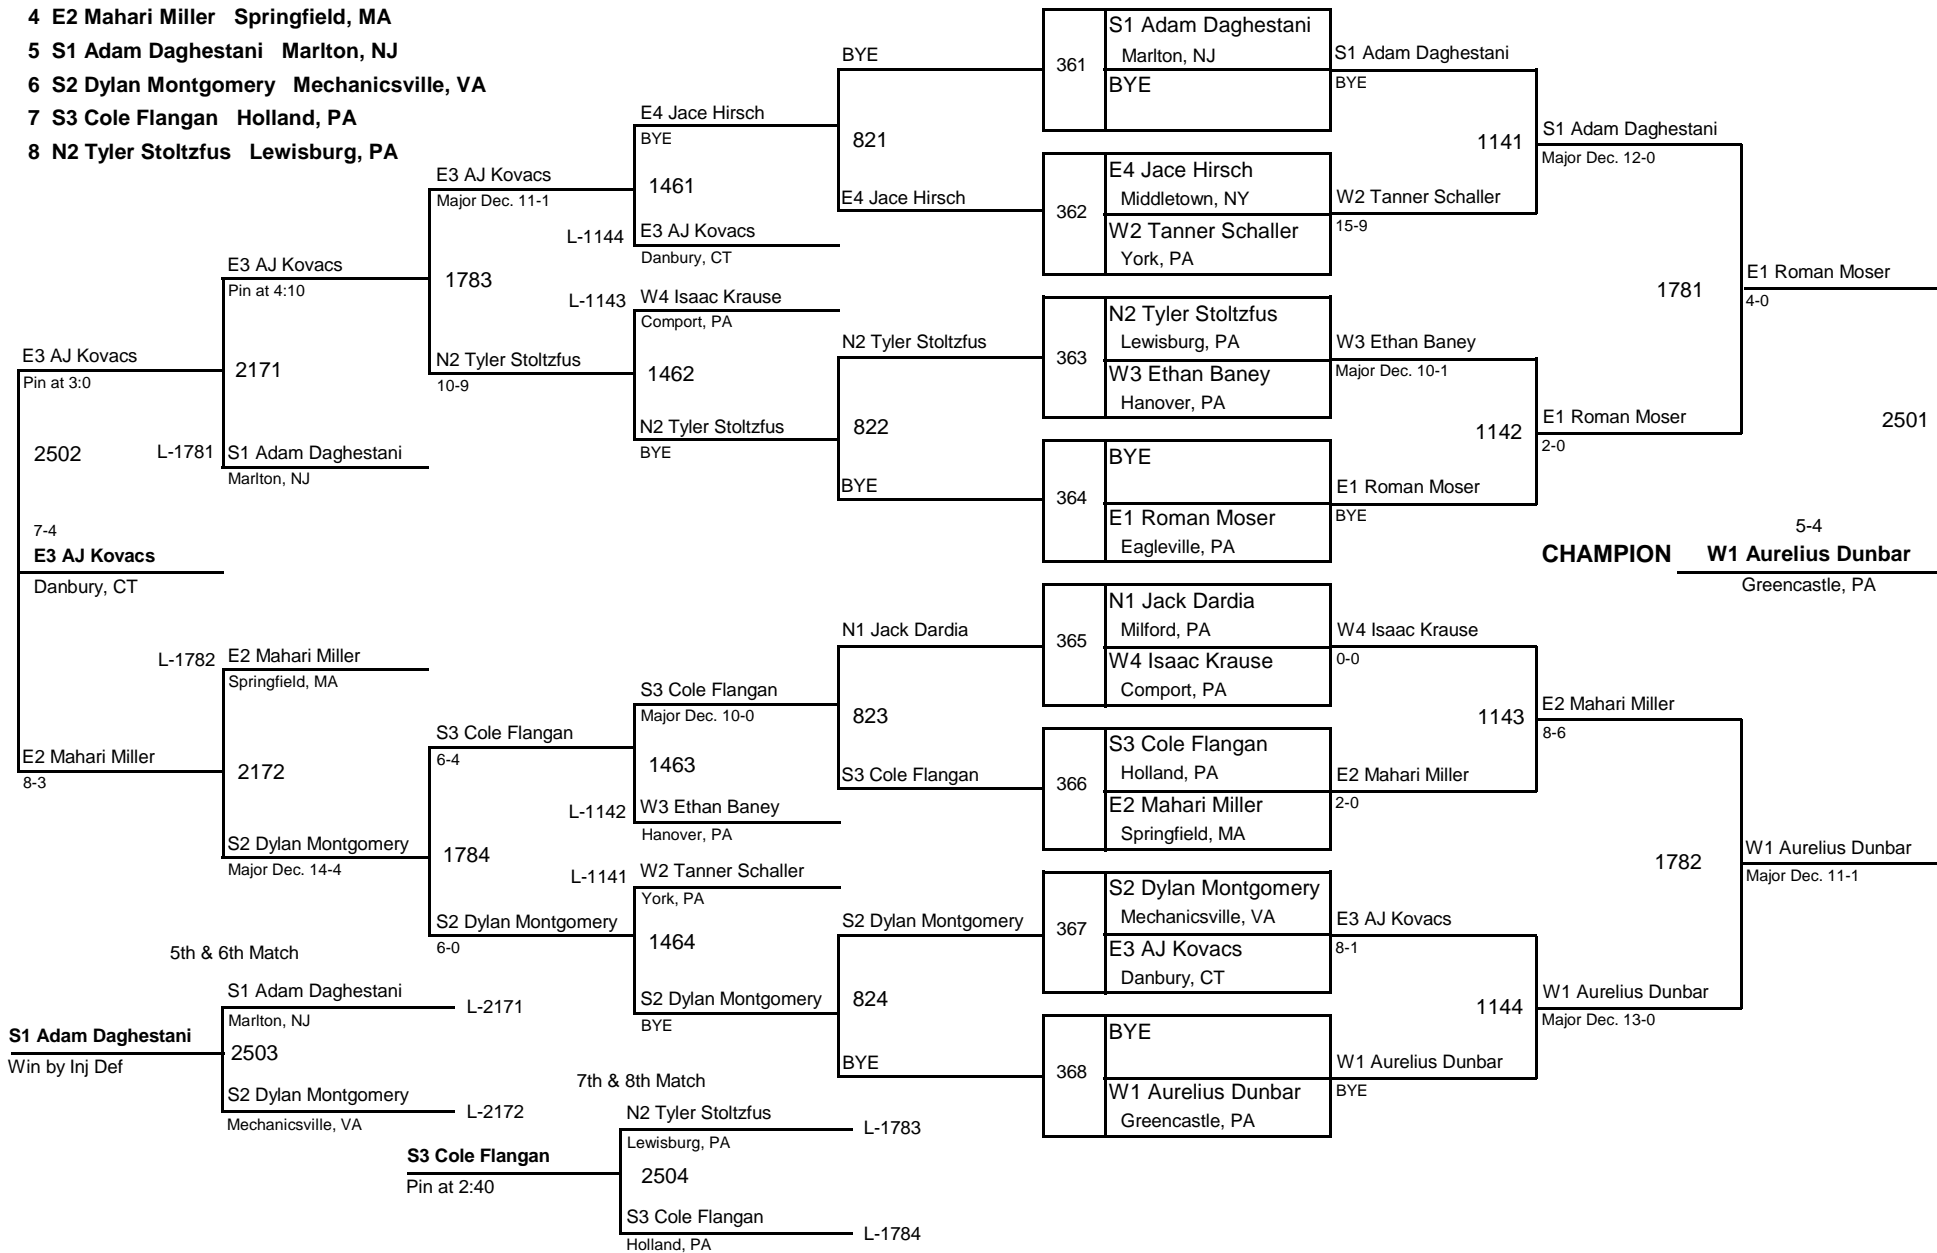 4 E2 Mahari Miller Springfield, MA
5 S1 Adam Daghestani Marlton, NJ
6 S2 Dylan Montgomery Mechanicsville, VA
7 S3 Cole Flangan Holland, PA
8 N2 Tyler Stoltzfus Lewisburg, PA
E3 AJ Kovacs
Pin at 3:0
2502
7-4
E3 AJ Kovacs
Danbury, CT
E2 Mahari Miller
8-3
E3 AJ Kovacs
Pin at 4:10
2171
L-1781
S1 Adam Daghestani
Marlton, NJ
L-1782
E2 Mahari Miller
Springfield, MA
2172
S2 Dylan Montgomery
Major Dec. 14-4
E3 AJ Kovacs
Major Dec. 11-1
1783
N2 Tyler Stoltzfus
10-9
S3 Cole Flangan
6-4
1784
S2 Dylan Montgomery
6-0
E4 Jace Hirsch
BYE
1461
L-1144
E3 AJ Kovacs
Danbury, CT
L-1143
W4 Isaac Krause
Comport, PA
1462
N2 Tyler Stoltzfus
BYE
S3 Cole Flangan
Major Dec. 10-0
1463
L-1142
W3 Ethan Baney
Hanover, PA
L-1141
W2 Tanner Schaller
York, PA
1464
S2 Dylan Montgomery
BYE
BYE
821
E4 Jace Hirsch
N2 Tyler Stoltzfus
822
BYE
N1 Jack Dardia
823
S3 Cole Flangan
S2 Dylan Montgomery
824
BYE
361
S1 Adam Daghestani
Marlton, NJ
BYE
362
E4 Jace Hirsch
Middletown, NY
W2 Tanner Schaller
York, PA
363
N2 Tyler Stoltzfus
Lewisburg, PA
W3 Ethan Baney
Hanover, PA
364
BYE
E1 Roman Moser
Eagleville, PA
365
N1 Jack Dardia
Milford, PA
W4 Isaac Krause
Comport, PA
366
S3 Cole Flangan
Holland, PA
E2 Mahari Miller
Springfield, MA
367
S2 Dylan Montgomery
Mechanicsville, VA
E3 AJ Kovacs
Danbury, CT
368
BYE
W1 Aurelius Dunbar
Greencastle, PA
S1 Adam Daghestani
BYE
1141
W2 Tanner Schaller
15-9
W3 Ethan Baney
Major Dec. 10-1
1142
E1 Roman Moser
BYE
W4 Isaac Krause
0-0
1143
E2 Mahari Miller
2-0
E3 AJ Kovacs
8-1
1144
W1 Aurelius Dunbar
BYE
S1 Adam Daghestani
Major Dec. 12-0
1781
E1 Roman Moser
2-0
E2 Mahari Miller
8-6
1782
W1 Aurelius Dunbar
Major Dec. 13-0
E1 Roman Moser
4-0
2501
5-4
CHAMPION W1 Aurelius Dunbar
Greencastle, PA
W1 Aurelius Dunbar
Major Dec. 11-1
5th & 6th Match
S1 Adam Daghestani
Marlton, NJ
L-2171
S1 Adam Daghestani
Win by Inj Def
2503
S2 Dylan Montgomery
Mechanicsville, VA
L-2172
7th & 8th Match
N2 Tyler Stoltzfus
Lewisburg, PA
L-1783
S3 Cole Flangan
Pin at 2:40
2504
S3 Cole Flangan
Holland, PA
L-1784